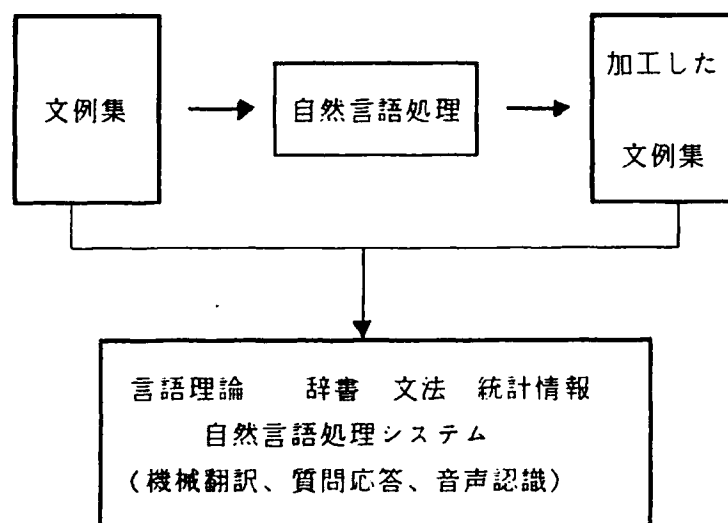 文例集
自然言語処理
加工した
文例集
言語理論 辞書 文法 統計情報
自然言語処理システム
（機械翻訳、質問応答、音声認識）